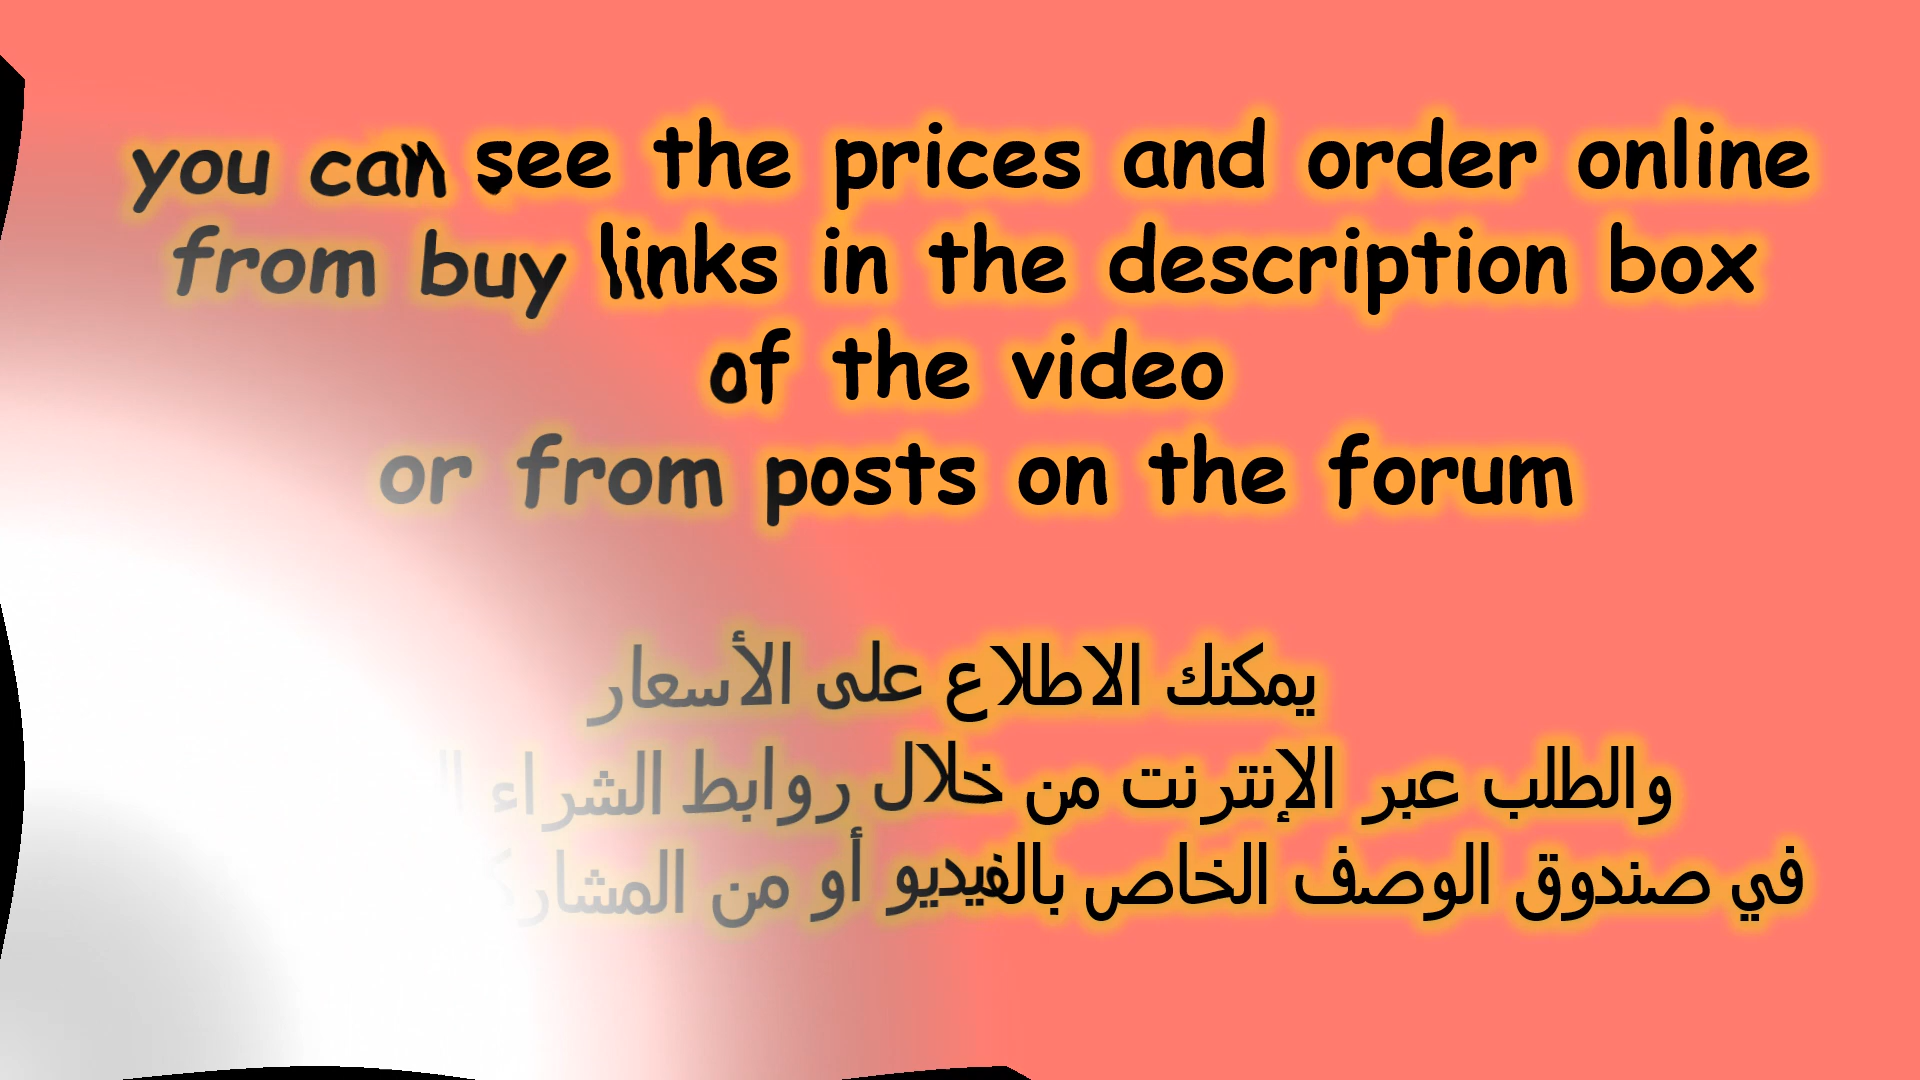 you can see the prices and order online
from buy links in the description box
of the video
or from posts on the forum
يمكنك الاطلاع على الأسعار
والطلب عبر الإنترنت من خلال روابط الشراء
في صندوق الوصف الخاص بالفيديو أو من